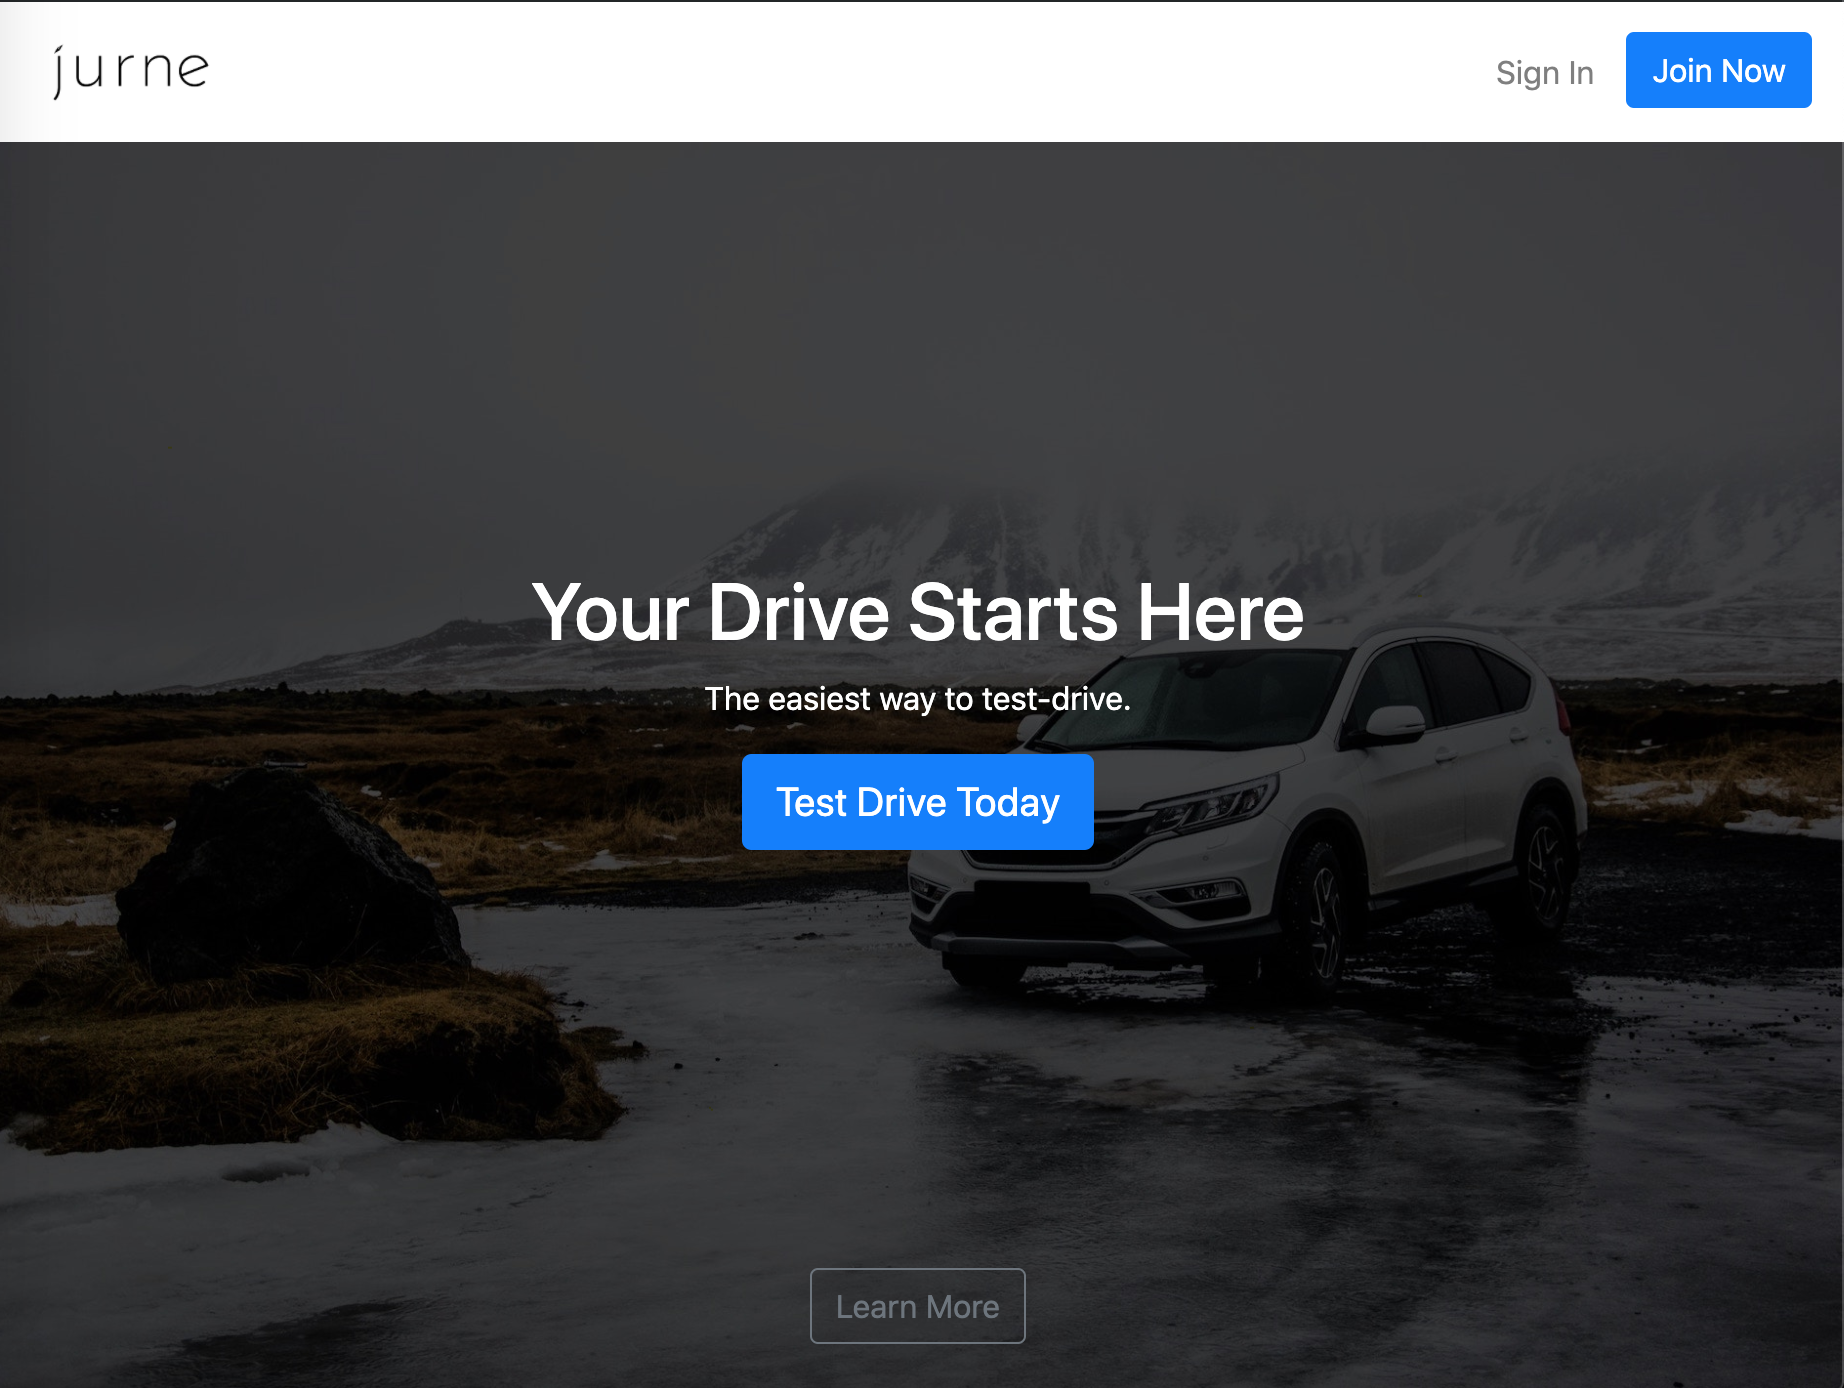 jurne
Sign In
Join Now
Your Drive Starts Here
The easiest way to test-drive.
Test Drive Today
Learn More